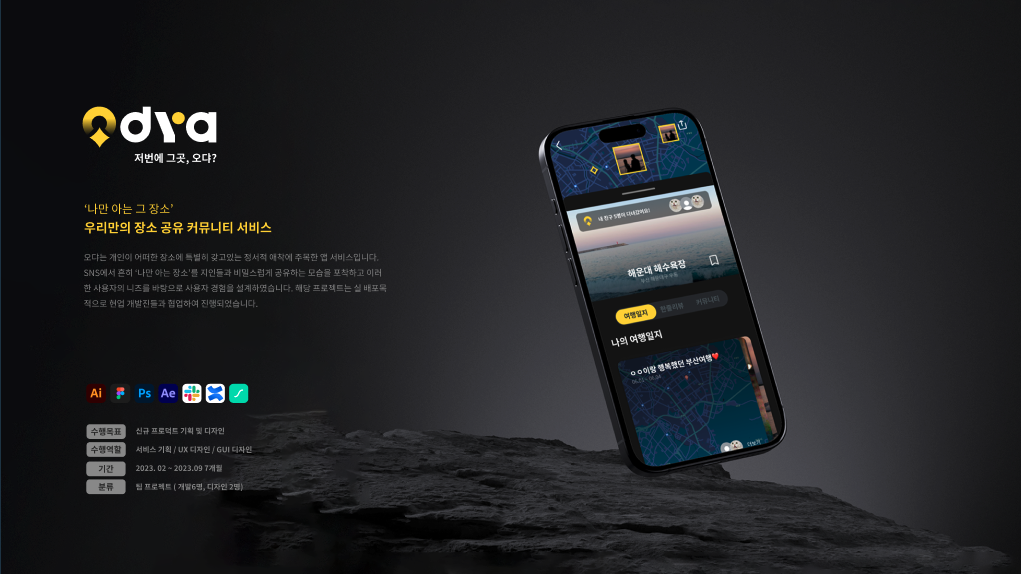 Odya
저번에 그곳, 오댜?
‘나만 아는 그 장소’
우리만의 장소 공유 커뮤니티 서비스
오댜는 개인이 어떠한 장소에 특별히 갖고있는 정서적 애착에 주목한 앱 서비스입니다.
SNS에서 흔히 ‘나만 아는 장소’를 지인들과 비밀스럽게 공유하는 모습을 포착하고 이러
한 사용자의 니즈를 바탕으로 사용자 경험을 설계하였습니다. 해당 프로젝트는 실 배포목
적으로 현업 개발진들과 협업하여 진행되었습니다.
Ai Ps Ae
수행목표 신규 프로덕트 기획 및 디자인
수행역할 서비스 기획 / UX 디자인 / GUI 디자인
기간 2023. 02 ~ 2023.09 7개월
분류 팀 프로젝트 ( 개발6명, 디자인 2명)
내 친구 5명이 다녀갔어요!
해운대 해수욕장
여행일지 한줄리뷰 커뮤니티
나의 여행일지
ㅇㅇ이랑 행복했던 부산여행❤️
더보기